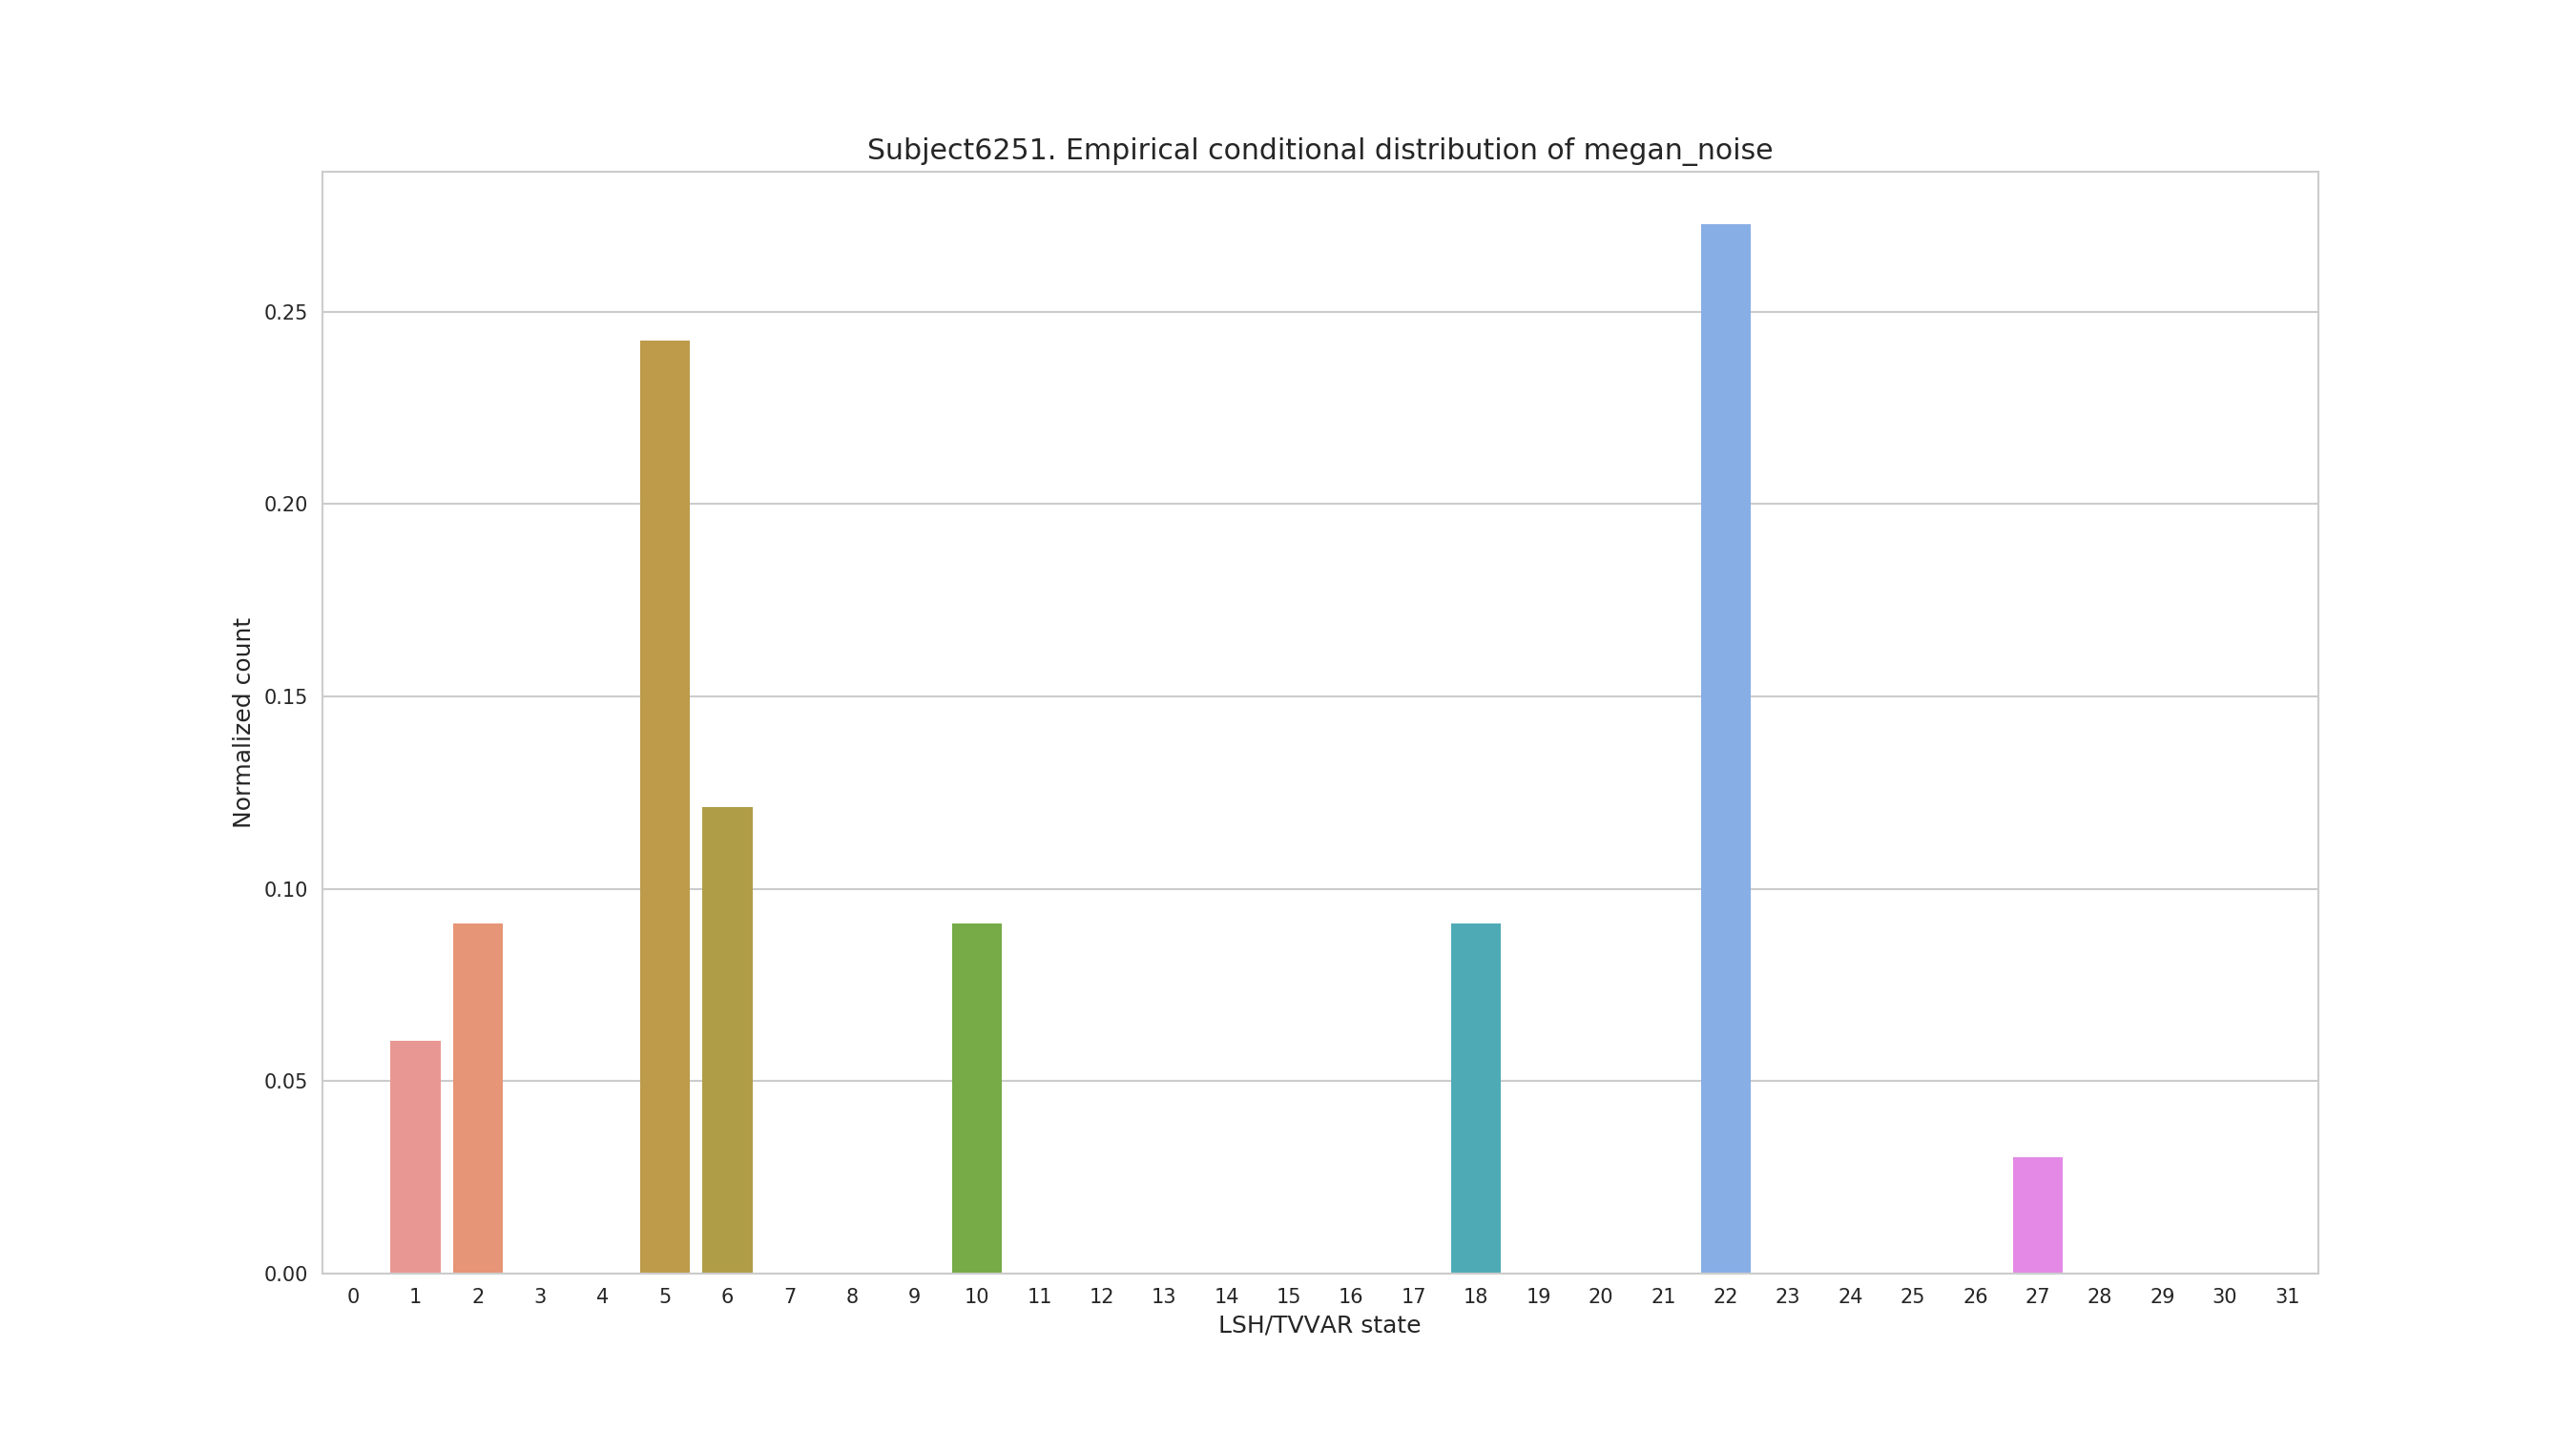 Subject6251. Empirical conditional distribution of megan_noise
Normalized count
0.25
0.20
0.15
0.10
0.05
0.00
0 1 2 3 4 5 6 7 8 9 10 11 12 13 14 15 16 17 18 19 20 21 22 23 24 25 26 27 28 29 30 31
LSH/TVVAR state